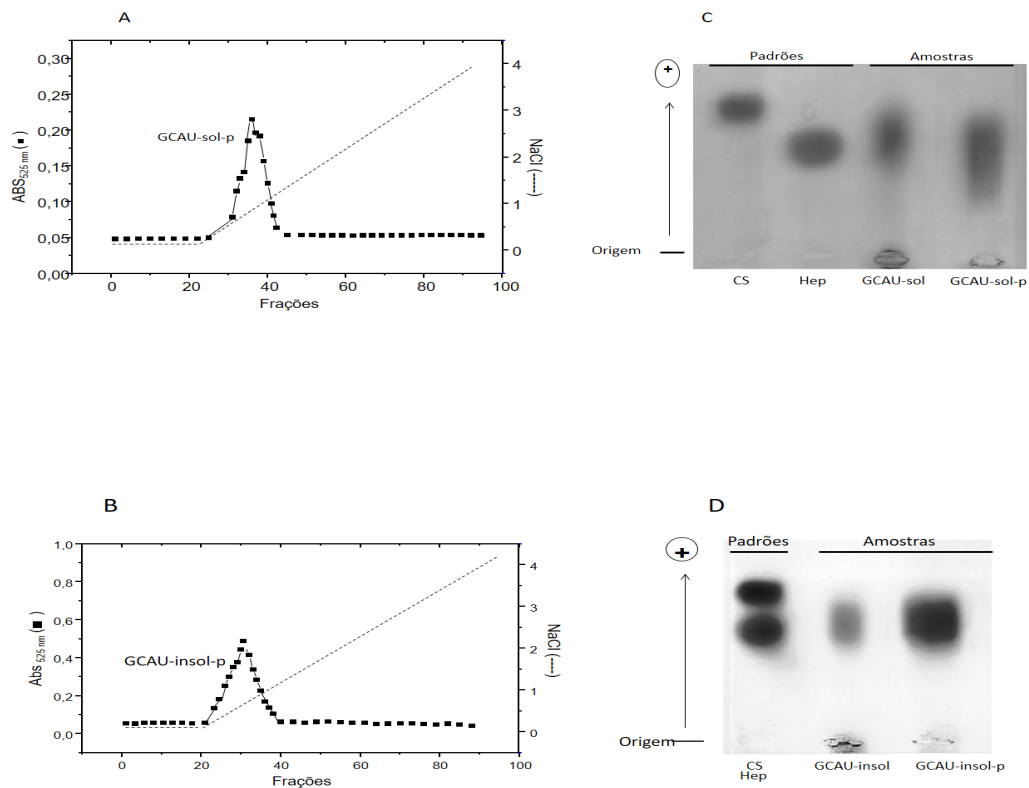 A
ABS525 nm (■)
0,30
0,25
0,20
0,15
0,10
0,05
0,00
GCAU-sol-p
4
3
2
1
0
NaCl (----)
0 20 40 60 80 100
Frações
C
Padrões Amostras
+
Origem
CS Hep GCAU-sol GCAU-sol-p
B
Abs 525 nm (■)
1,0
0,8
0,6
0,4
0,2
0,0
GCAU-insol-p
4
3
2
1
0
NaCl (----)
0 20 40 60 80 100
Frações
D
Padrões Amostras
+
Origem
CS
Hep
GCAU-insol GCAU-insol-p